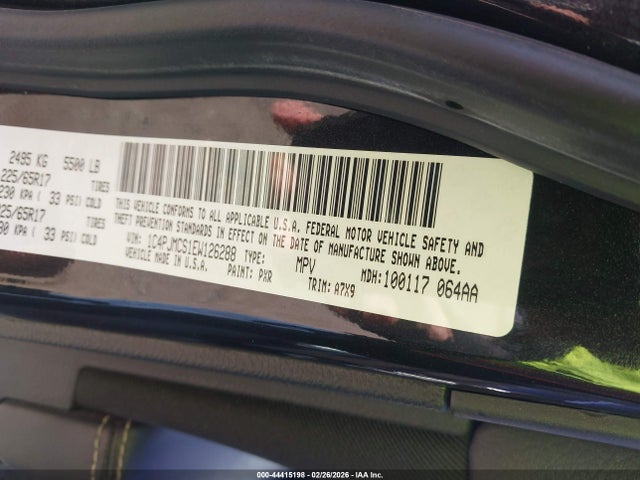 2495 KG 5500 LB
225/65R17 TIRES
230 KPA ( 33 PSI) COLD
225/65R17 TIRES
( 33 PSI) COLD
THIS VEHICLE CONFORMS TO ALL APPLICABLE U.S.A. FEDERAL MOTOR VEHICLE SAFETY AND
THEFT PREVENTION STANDARDS IN EFFECT ON THE DATE OF MANUFACTURE SHOWN ABOVE.
VIN: 1C4PJMCS1EW126288 TYPE: MPV
MADE IN U.S.A. PAINT: PXR TRIM: A7X9 MDH:100117 064AA
000-44415198 - 02/26/2026 - IAA Inc.